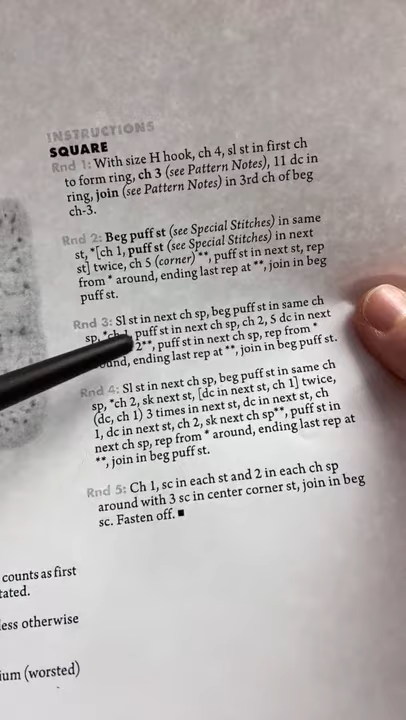 INSTRUCTIONS
SQUARE
Rnd 1: With size H hook, ch 4, sl st in first ch
to form ring, ch 3 (see Pattern Notes), 11 dc in
ring, join (see Pattern Notes) in 3rd ch of beg
ch-3.
Rnd 2: Beg puff st (see Special Stitches) in same
st, *[ch 1, puff st (see Special Stitches) in next
st] twice, ch 5 (corner)**, puff st in next st, rep
from * around, ending last rep at **, join in beg
puff st.
Rnd 3: Sl st in next ch sp, beg puff st in same ch
sp, *ch 1, puff st in next ch sp, ch 2, 5 dc in next
2**, puff st in next ch sp, rep from *
ound, ending last rep at **, join in beg puff st.
Rnd 4: Sl st in next ch sp, beg puff st in same ch
sp, *ch 2, sk next st, [dc in next st, ch 1] twice,
(dc, ch 1) 3 times in next st, dc in next st, ch
1, dc in next st, ch 2, sk next ch sp**, puff st in
next ch sp, rep from * around, ending last rep at
**, join in beg puff st.
Rnd 5: Ch 1, sc in each st and 2 in each ch sp
around with 3 sc in center corner st, join in beg
sc. Fasten off. ■
counts as first
tated.
less otherwise
ium (worsted)